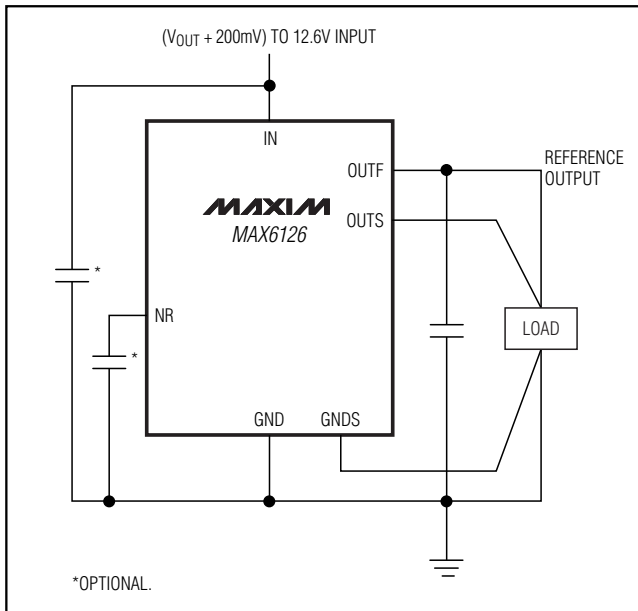 (VOUT + 200mV) TO 12.6V INPUT
IN
OUTF
REFERENCE
OUTPUT
MAXIM
MAX6126
OUTS
*
NR
*
LOAD
GND
GNDS
*OPTIONAL.